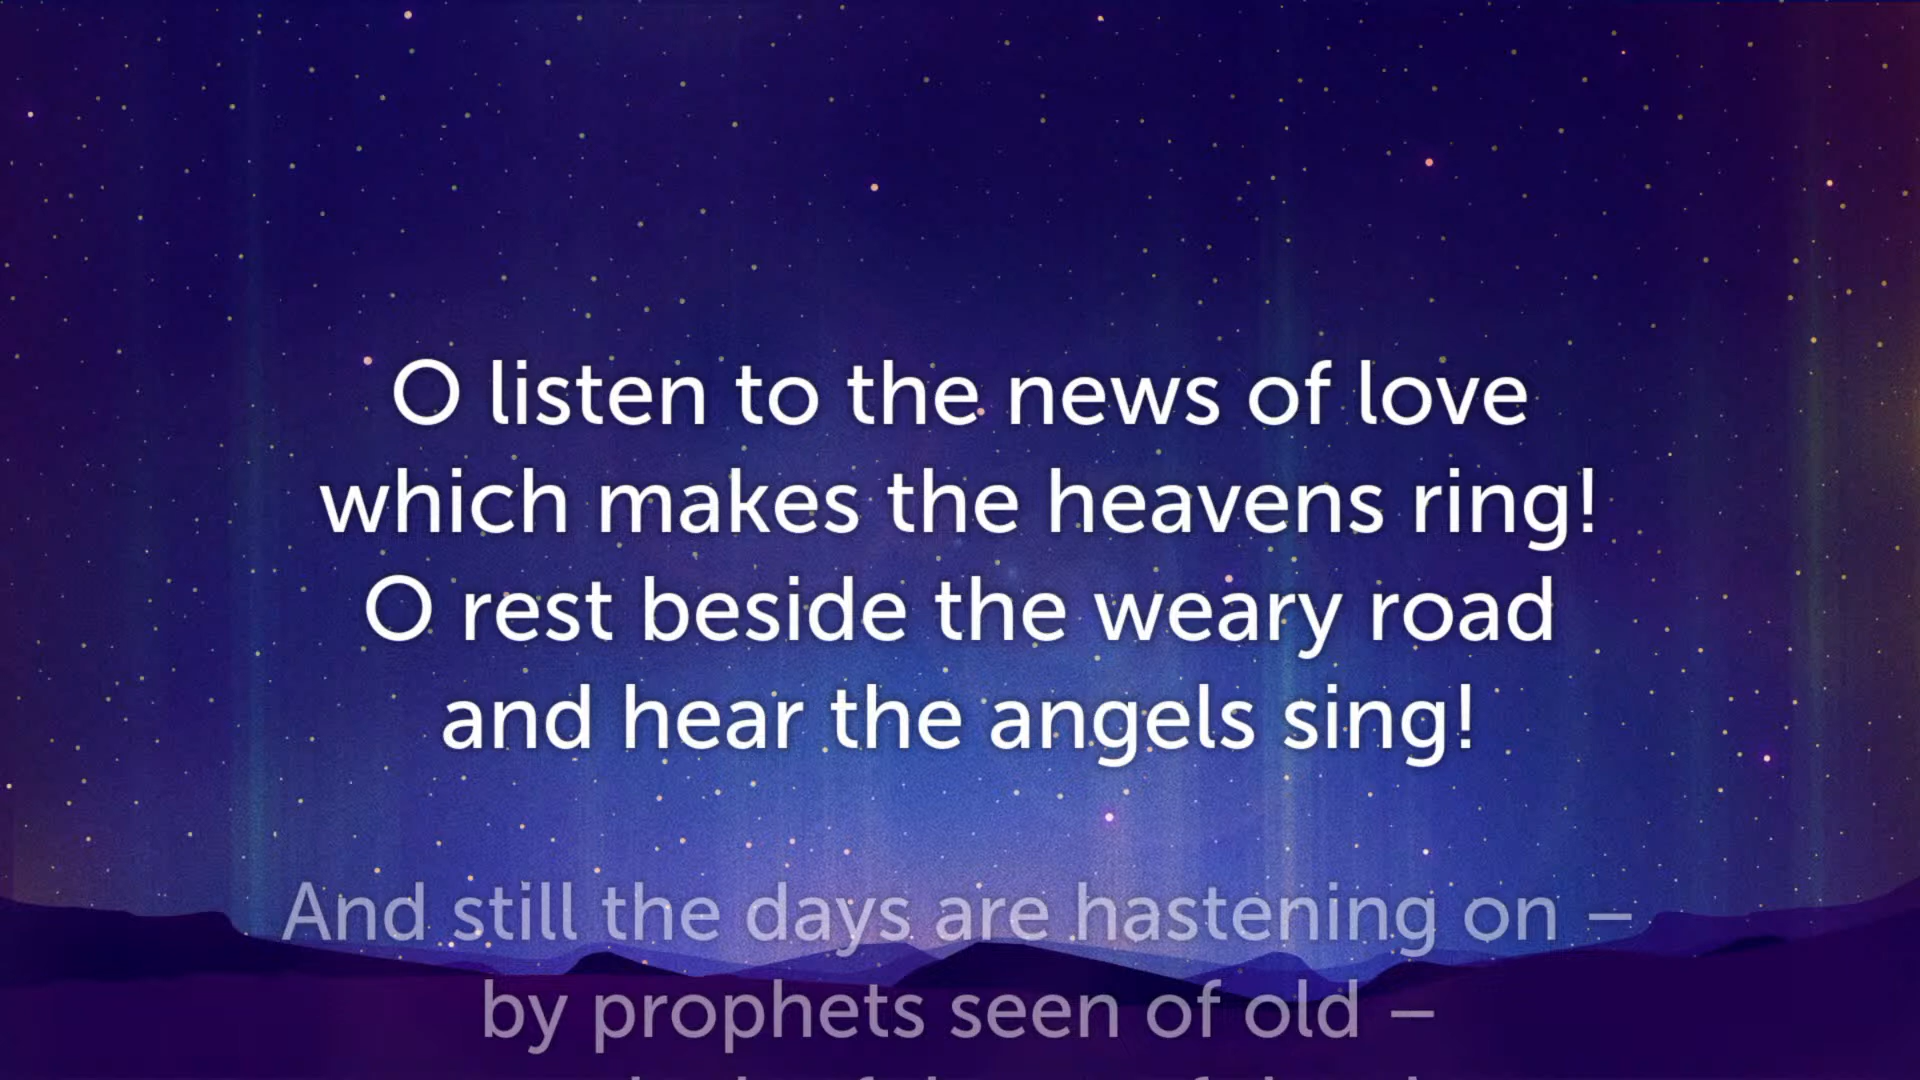 O listen to the news of love
which makes the heavens ring!
O rest beside the weary road
and hear the angels sing!
And still the days are hastening on –
by prophets seen of old –